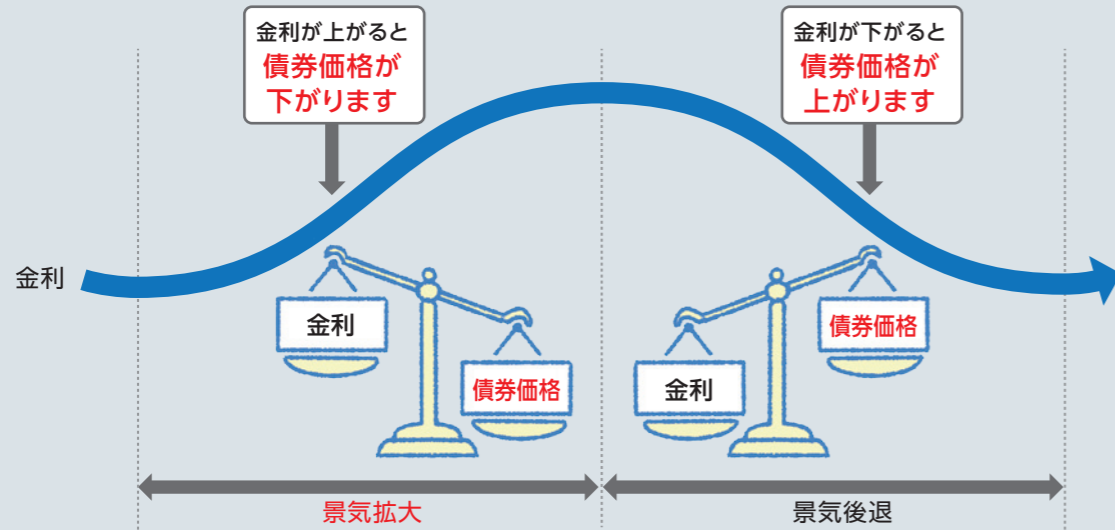 金利が上がると
債券価格が
下がります
金利が下がると
債券価格が
上がります
金利
金利
債券価格
債券価格
金利
景気拡大
景気後退